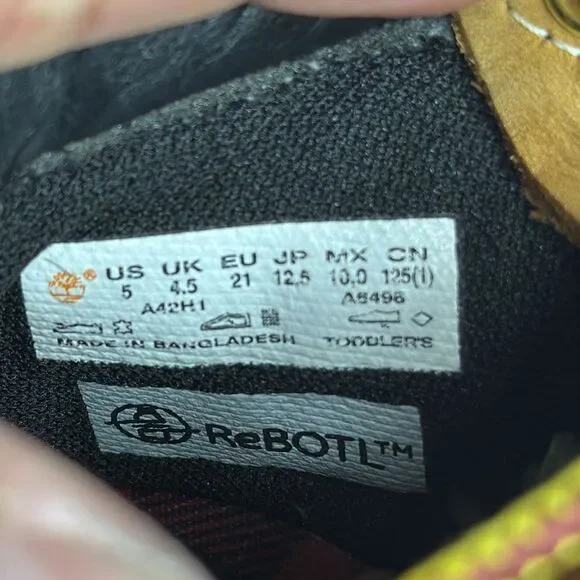 ® US UK EU JP MX CN
5 4.5 21 12,5 10,0 125(1)
A42H1 A5496
MADE IN BANGLADESH TODDLERS
ReBOTL™